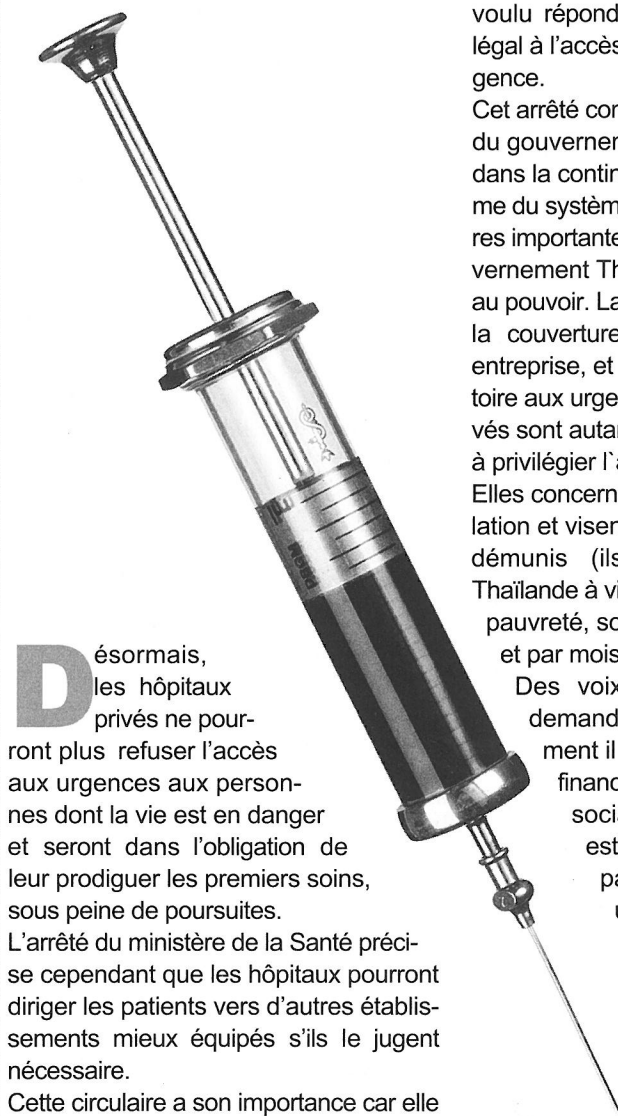 Désormais,
les hôpitaux
privés ne pour-
ront plus refuser l'accès
aux urgences aux person-
nes dont la vie est en danger
et seront dans l'obligation de
leur prodiguer les premiers soins,
sous peine de poursuites.
L'arrêté du ministère de la Santé préci-
se cependant que les hôpitaux pourront
diriger les patients vers d'autres établis-
sements mieux équipés s'ils le jugent
nécessaire.
Cette circulaire a son importance car elle
voulu répond
légal à l'accès
gence.
Cet arrêté cor
du gouverner
dans la contin
me du systèm
res importante
vernement Th
au pouvoir. La
la couverture
entreprise, et
toire aux urge
vés sont autar
à privilégier l`a
Elles concern
lation et viser
démunis (ils
Thaïlande à vi
pauvreté, so
et par mois
Des voix
demand
ment il
financ
socia
est
pa
u